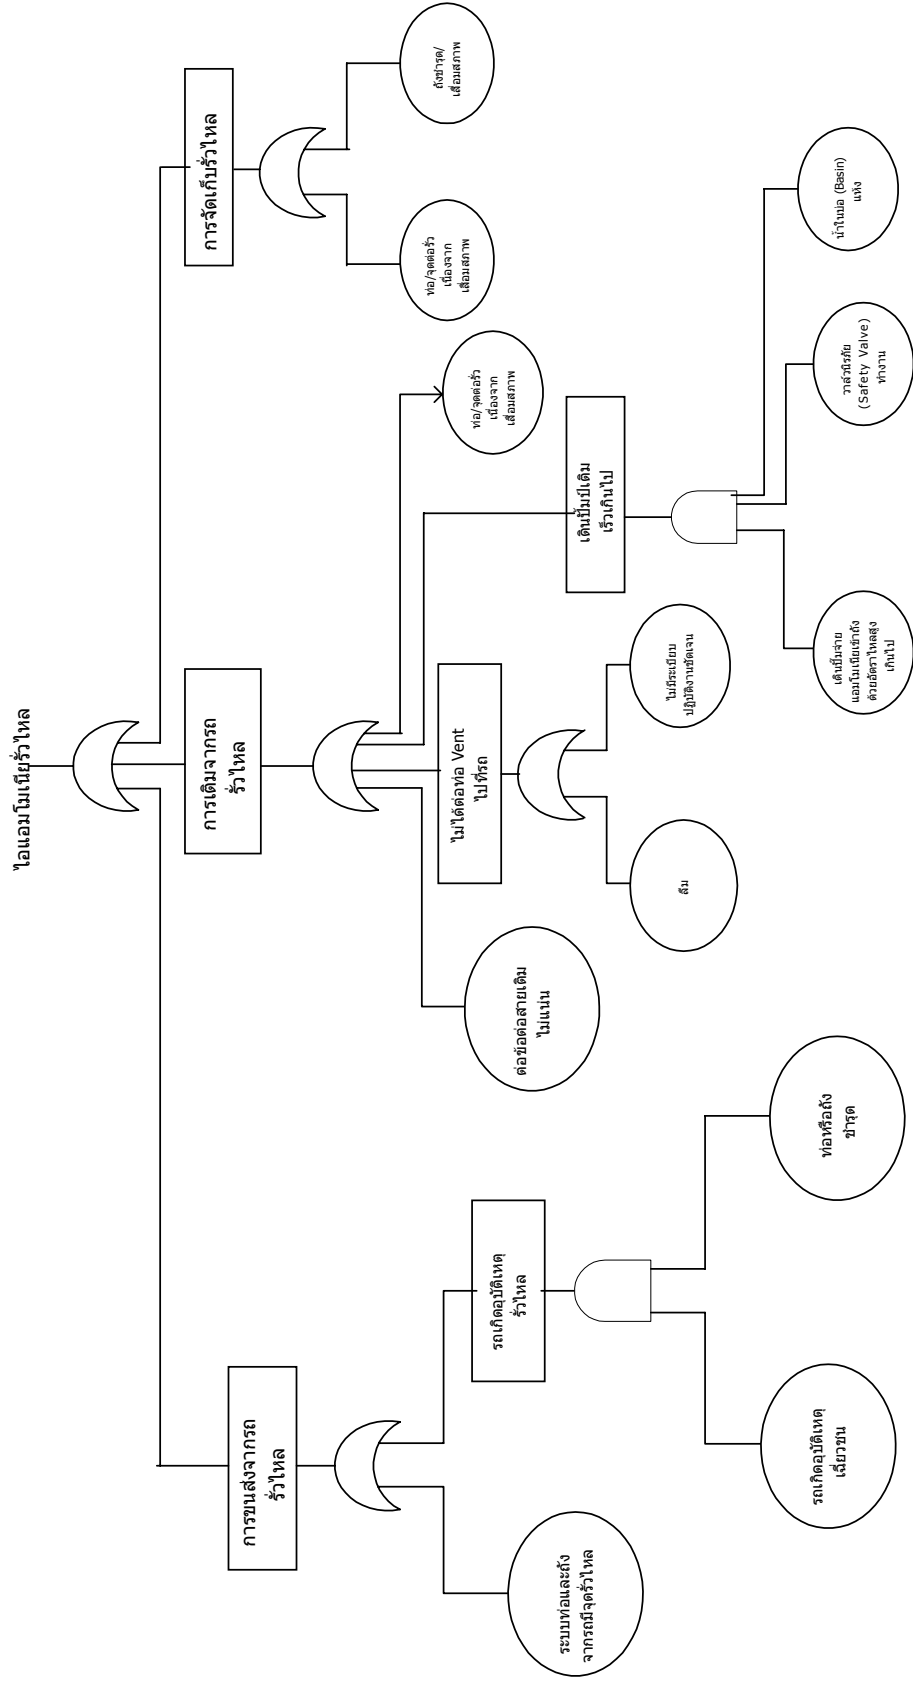 ไอแอมโมเนียรั่วไหล
การขนส่งจากรถ
รั่วไหล
การเติมจากรถ
รั่วไหล
การจัดเก็บรั่วไหล
ระบบท่อและถัง
จากรถมีจุดรั่วไหล
รถเกิดอุบัติเหตุ
รั่วไหล
รถเกิดอุบัติเหตุ
เฉี่ยวชน
ท่อหรือถัง
ชำรุด
ต่อข้อต่อสายเติม
ไม่แน่น
ไม่ได้ต่อท่อ Vent
ไปที่รถ
ลืม
ไม่มีระเบียบ
ปฏิบัติงานชัดเจน
เดินปั๊มป์เติม
เร็วเกินไป
เดินปั๊มจ่าย
แอมโมเนียเข้าถัง
ด้วยอัตราไหลสูง
เกินไป
วาล์วนิรภัย
(Safety Valve)
ทำงาน
น้ำในบ่อ (Basin)
แห้ง
ท่อ/จุดต่อรั่ว
เนื่องจาก
เสื่อมสภาพ
ท่อ/จุดต่อรั่ว
เนื่องจาก
เสื่อมสภาพ
ถังชำรุด/
เสื่อมสภาพ